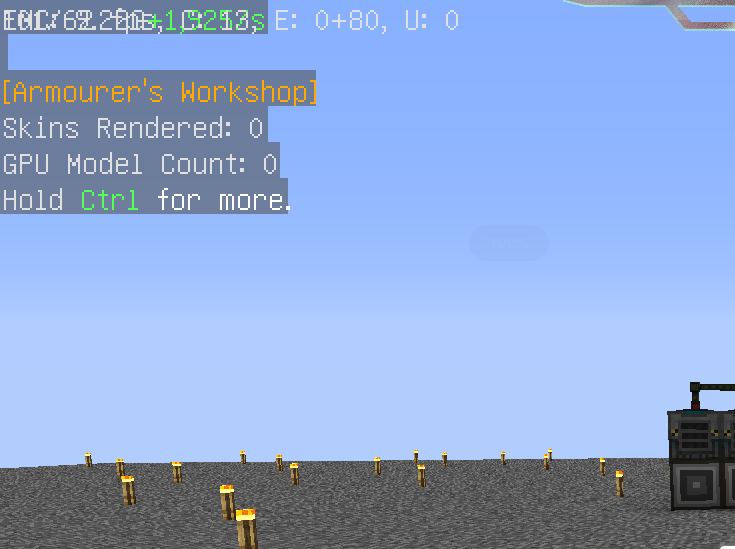 E: 0+80, U: 0
[Armourer's Workshop]
Skins Rendered: 0
GPU Model Count: 0
Hold Ctrl for more.